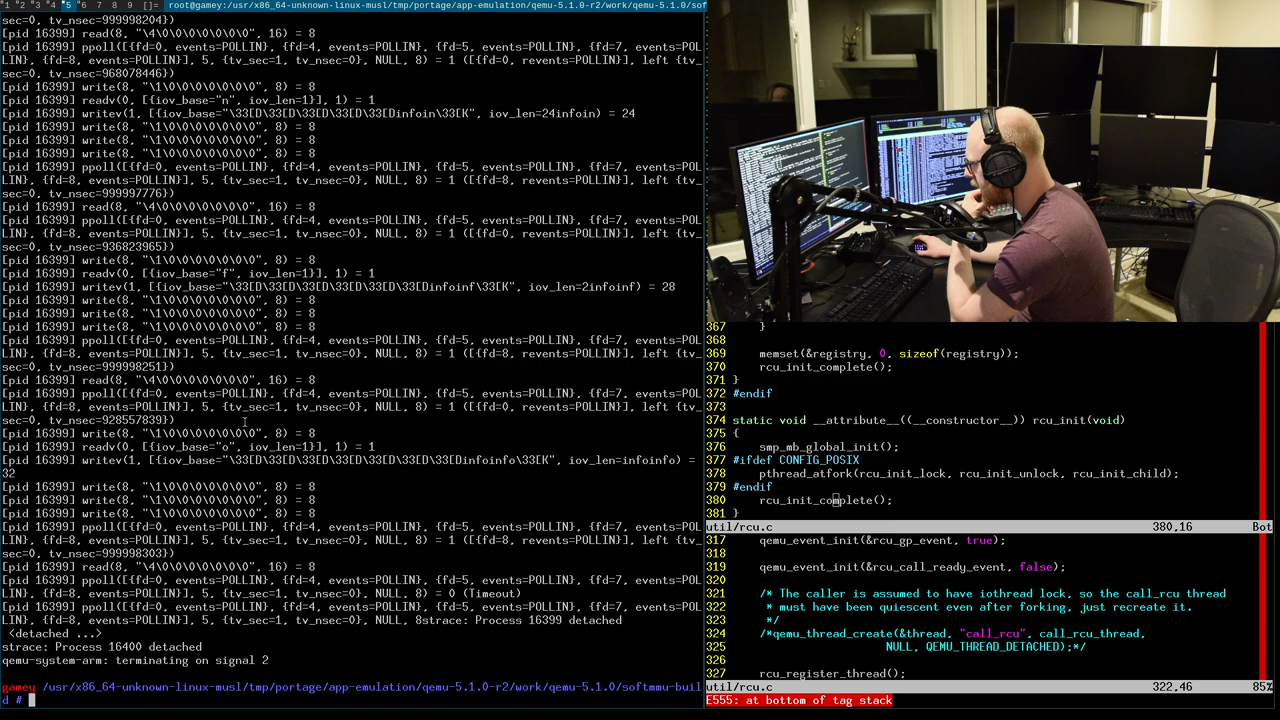 1 2 3 4 5 6 7 8 9 []= root@gamey:/usr/x86_64-unknown-linux-musl/tmp/portage/app-emulation/qemu-5.1.0-r2/work/qemu-5.1.0/sof
sec=0, tv_nsec=999998204})
[pid 16399] read(8, "\4\0\0\0\0\0\0\0", 16) = 8
[pid 16399] ppoll([{fd=0, events=POLLIN}, {fd=4, events=POLLIN}, {fd=5, events=POLLIN}, {fd=7, events=POL
LIN}, {fd=8, events=POLLIN}], 5, {tv_sec=1, tv_nsec=0}, NULL, 8) = 1 ([{fd=0, revents=POLLIN}], left {tv_
sec=0, tv_nsec=968078446})
[pid 16399] write(8, "\1\0\0\0\0\0\0\0", 8) = 8
[pid 16399] readv(0, [{iov_base="n", iov_len=1}], 1) = 1
[pid 16399] writev(1, [{iov_base="\33[D\33[D\33[D\33[D\33[Dinfoin\33[K", iov_len=24infoin) = 24
[pid 16399] write(8, "\1\0\0\0\0\0\0\0", 8) = 8
[pid 16399] write(8, "\1\0\0\0\0\0\0\0", 8) = 8
[pid 16399] write(8, "\1\0\0\0\0\0\0\0", 8) = 8
[pid 16399] ppoll([{fd=0, events=POLLIN}, {fd=4, events=POLLIN}, {fd=5, events=POLLIN}, {fd=7, events=POL
LIN}, {fd=8, events=POLLIN}], 5, {tv_sec=1, tv_nsec=0}, NULL, 8) = 1 ([{fd=8, revents=POLLIN}], left {tv_
sec=0, tv_nsec=999997776})
[pid 16399] read(8, "\4\0\0\0\0\0\0\0", 16) = 8
[pid 16399] ppoll([{fd=0, events=POLLIN}, {fd=4, events=POLLIN}, {fd=5, events=POLLIN}, {fd=7, events=POL
LIN}, {fd=8, events=POLLIN}], 5, {tv_sec=1, tv_nsec=0}, NULL, 8) = 1 ([{fd=0, revents=POLLIN}], left {tv_
sec=0, tv_nsec=936823965})
[pid 16399] write(8, "\1\0\0\0\0\0\0\0", 8) = 8
[pid 16399] readv(0, [{iov_base="f", iov_len=1}], 1) = 1
[pid 16399] writev(1, [{iov_base="\33[D\33[D\33[D\33[D\33[D\33[Dinfoinf\33[K", iov_len=2infoinf) = 28
[pid 16399] write(8, "\1\0\0\0\0\0\0\0", 8) = 8
[pid 16399] write(8, "\1\0\0\0\0\0\0\0", 8) = 8
[pid 16399] write(8, "\1\0\0\0\0\0\0\0", 8) = 8
[pid 16399] ppoll([{fd=0, events=POLLIN}, {fd=4, events=POLLIN}, {fd=5, events=POLLIN}, {fd=7, events=POL
LIN}, {fd=8, events=POLLIN}], 5, {tv_sec=1, tv_nsec=0}, NULL, 8) = 1 ([{fd=8, revents=POLLIN}], left {tv_
sec=0, tv_nsec=999998251})
[pid 16399] read(8, "\4\0\0\0\0\0\0\0", 16) = 8
[pid 16399] ppoll([{fd=0, events=POLLIN}, {fd=4, events=POLLIN}, {fd=5, events=POLLIN}, {fd=7, events=POL
LIN}, {fd=8, events=POLLIN}], 5, {tv_sec=1, tv_nsec=0}, NULL, 8) = 1 ([{fd=0, revents=POLLIN}], left {tv_
sec=0, tv_nsec=928557839})
[pid 16399] write(8, "\1\0\0\0\0\0\0\0", 8) = 8
[pid 16399] readv(0, [{iov_base="o", iov_len=1}], 1) = 1
[pid 16399] writev(1, [{iov_base="\33[D\33[D\33[D\33[D\33[D\33[D\33[Dinfoinfo\33[K", iov_len=infoinfo) =
32
[pid 16399] write(8, "\1\0\0\0\0\0\0\0", 8) = 8
[pid 16399] write(8, "\1\0\0\0\0\0\0\0", 8) = 8
[pid 16399] write(8, "\1\0\0\0\0\0\0\0", 8) = 8
[pid 16399] ppoll([{fd=0, events=POLLIN}, {fd=4, events=POLLIN}, {fd=5, events=POLLIN}, {fd=7, events=POL
LIN}, {fd=8, events=POLLIN}], 5, {tv_sec=1, tv_nsec=0}, NULL, 8) = 1 ([{fd=8, revents=POLLIN}], left {tv_
sec=0, tv_nsec=999998303})
[pid 16399] read(8, "\4\0\0\0\0\0\0\0", 16) = 8
[pid 16399] ppoll([{fd=0, events=POLLIN}, {fd=4, events=POLLIN}, {fd=5, events=POLLIN}, {fd=7, events=POL
LIN}, {fd=8, events=POLLIN}], 5, {tv_sec=1, tv_nsec=0}, NULL, 8) = 0 (Timeout)
[pid 16399] ppoll([{fd=0, events=POLLIN}, {fd=4, events=POLLIN}, {fd=5, events=POLLIN}, {fd=7, events=POL
LIN}, {fd=8, events=POLLIN}], 5, {tv_sec=1, tv_nsec=0}, NULL, 8strace: Process 16399 detached
<detached ...>
strace: Process 16400 detached
qemu-system-arm: terminating on signal 2
gamey /usr/x86_64-unknown-linux-musl/tmp/portage/app-emulation/qemu-5.1.0-r2/work/qemu-5.1.0/softmmu-buil
d #
367 }
368
369 memset(&registry, 0, sizeof(registry));
370 rcu_init_complete();
371 }
372 #endif
373
374 static void __attribute__((__constructor__)) rcu_init(void)
375 {
376 smp_mb_global_init();
377 #ifdef CONFIG_POSIX
378 pthread_atfork(rcu_init_lock, rcu_init_unlock, rcu_init_child);
379 #endif
380 rcu_init_complete();
381 }
util/rcu.c 380,16 Bot
317 qemu_event_init(&rcu_gp_event, true);
318
319 qemu_event_init(&rcu_call_ready_event, false);
320
321 /* The caller is assumed to have iothread lock, so the call_rcu thread
322 * must have been quiescent even after forking, just recreate it.
323 */
324 /*qemu_thread_create(&thread, "call_rcu", call_rcu_thread,
325 NULL, QEMU_THREAD_DETACHED);*/
326
327 rcu_register_thread();
util/rcu.c 322,46 85%
E555: at bottom of tag stack